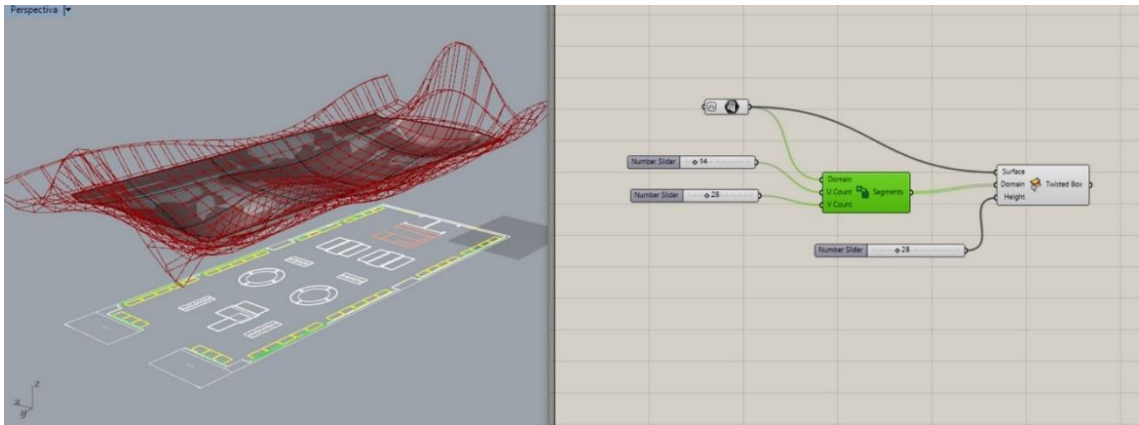 Perspectiva
Number Slider 14
Number Slider 28
Domain
U Count
V Count
Segments
Surface
Domain
Height
Twisted Box
Number Slider 28
z
x
y